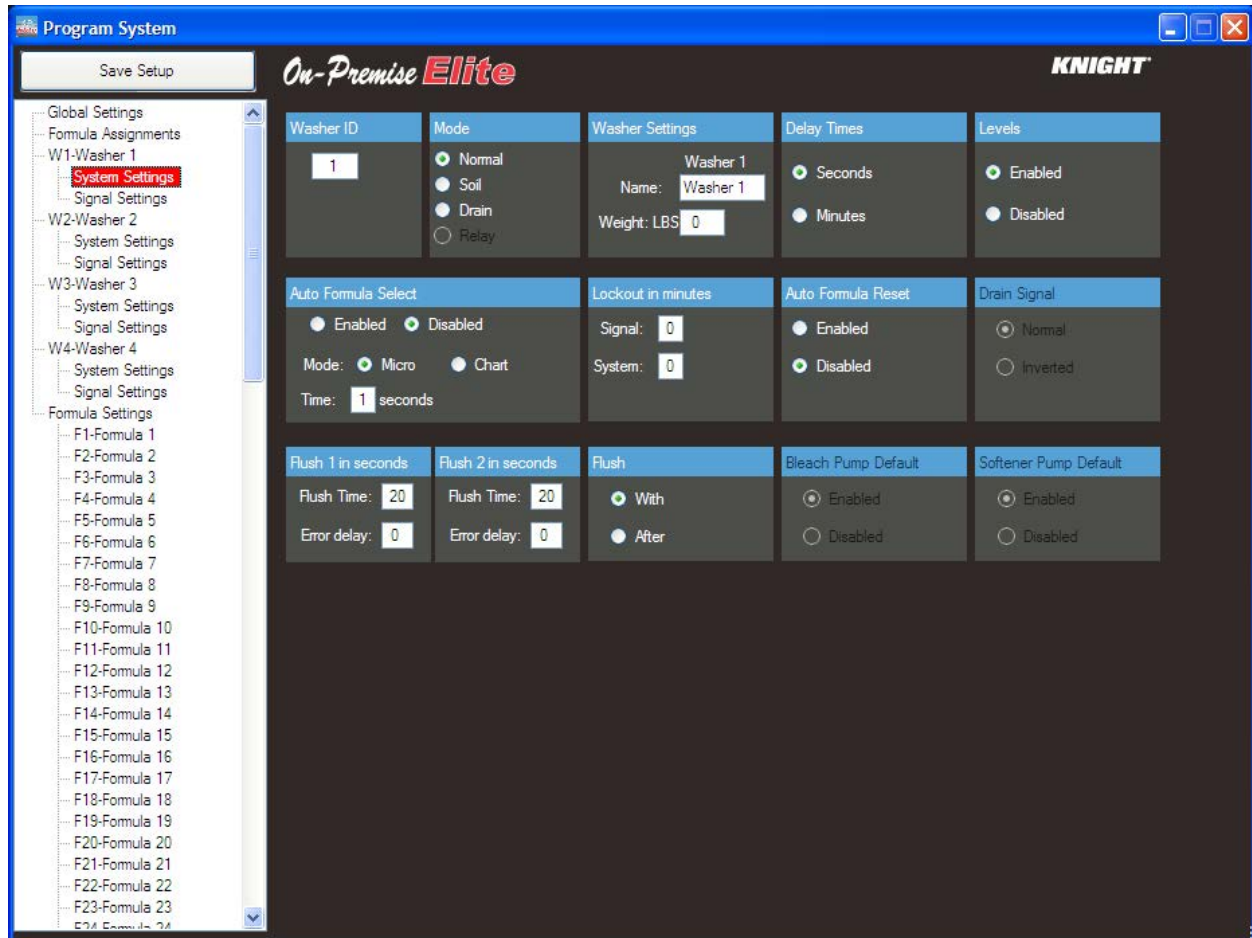 Program System
Save Setup
On-Premise Elite
KNIGHT
Global Settings
Formula Assignments
W1-Washer 1
System Settings
Signal Settings
W2-Washer 2
System Settings
Signal Settings
W3-Washer 3
System Settings
Signal Settings
W4-Washer 4
System Settings
Signal Settings
Formula Settings
F1-Formula 1
F2-Formula 2
F3-Formula 3
F4-Formula 4
F5-Formula 5
F6-Formula 6
F7-Formula 7
F8-Formula 8
F9-Formula 9
F10-Formula 10
F11-Formula 11
F12-Formula 12
F13-Formula 13
F14-Formula 14
F15-Formula 15
F16-Formula 16
F17-Formula 17
F18-Formula 18
F19-Formula 19
F20-Formula 20
F21-Formula 21
F22-Formula 22
F23-Formula 23
F24-Formula 24
Washer ID
1
Mode
Normal
Soil
Drain
Relay
Washer Settings
Washer 1
Name: Washer 1
Weight: LBS 0
Delay Times
Seconds
Minutes
Levels
Enabled
Disabled
Auto Formula Select
Enabled Disabled
Mode: Micro Chart
Time: 1 seconds
Lockout in minutes
Signal: 0
System: 0
Auto Formula Reset
Enabled
Disabled
Drain Signal
Normal
Inverted
Flush 1 in seconds
Flush Time: 20
Error delay: 0
Flush 2 in seconds
Flush Time: 20
Error delay: 0
Flush
With
After
Bleach Pump Default
Enabled
Disabled
Softener Pump Default
Enabled
Disabled